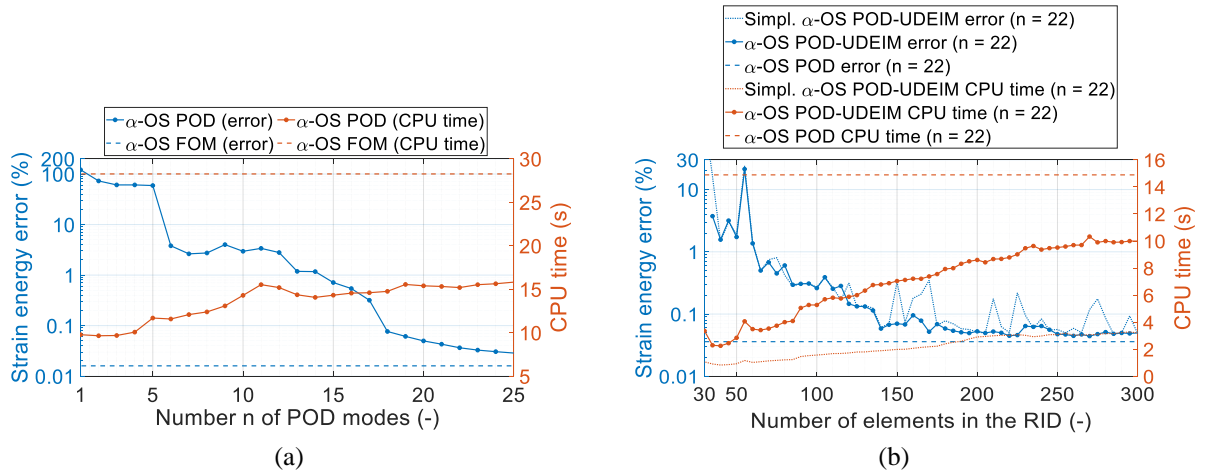 α-OS POD (error) α-OS POD (CPU time)
α-OS FOM (error) α-OS FOM (CPU time)
Strain energy error (%)
200
100
10
1
0.1
0.01
30
25
20
15
10
5
CPU time (s)
1 5 10 15 20 25
Number n of POD modes (-)
(a)
Simpl. α-OS POD-UDEIM error (n = 22)
α-OS POD-UDEIM error (n = 22)
α-OS POD error (n = 22)
Simpl. α-OS POD-UDEIM CPU time (n = 22)
α-OS POD-UDEIM CPU time (n = 22)
α-OS POD CPU time (n = 22)
Strain energy error (%)
30
10
1
0.1
0.01
16
14
12
10
8
6
4
2
0
CPU time (s)
30 50 100 150 200 250 300
Number of elements in the RID (-)
(b)